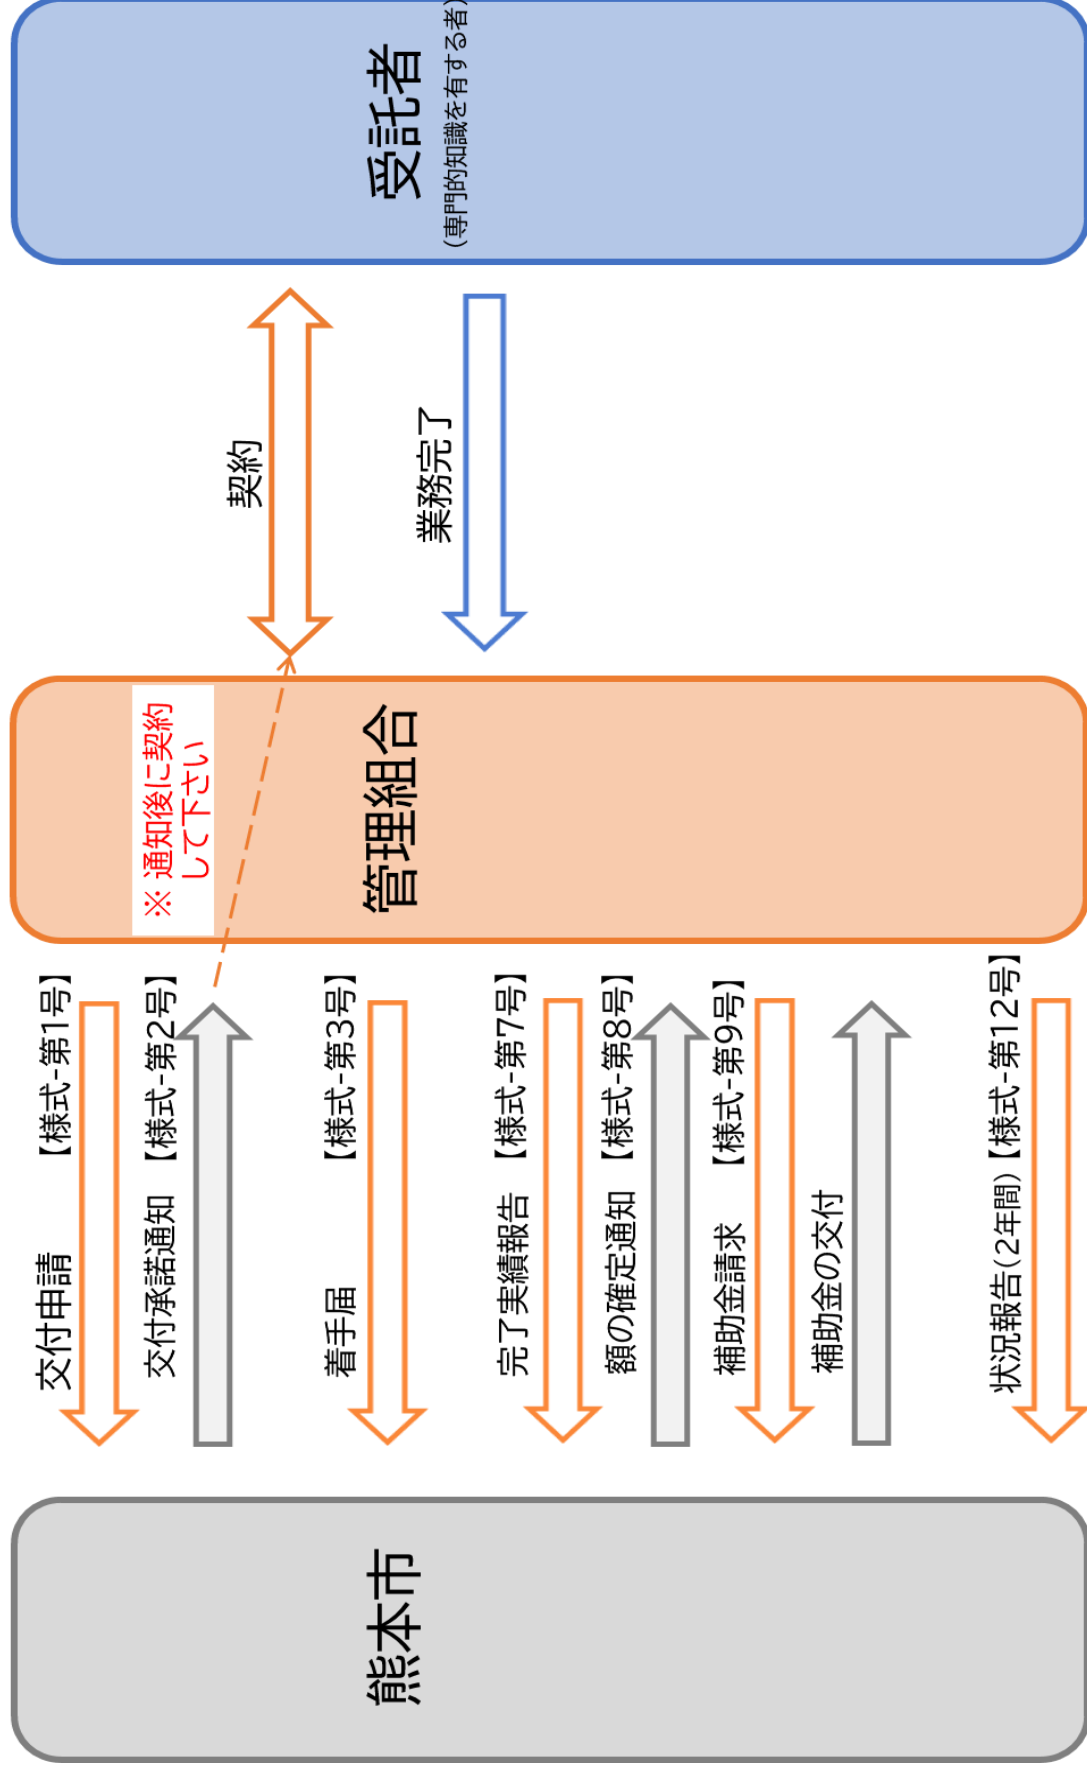 熊本市
交付申請 【様式-第1号】
交付承諾通知 【様式-第2号】
着手届 【様式-第3号】
完了実績報告 【様式-第7号】
額の確定通知 【様式-第8号】
補助金請求 【様式-第9号】
補助金の交付
状況報告(2年間)【様式-第12号】
管理組合
※ 通知後に契約
して下さい
契約
業務完了
受託者
(専門的知識を有する者)